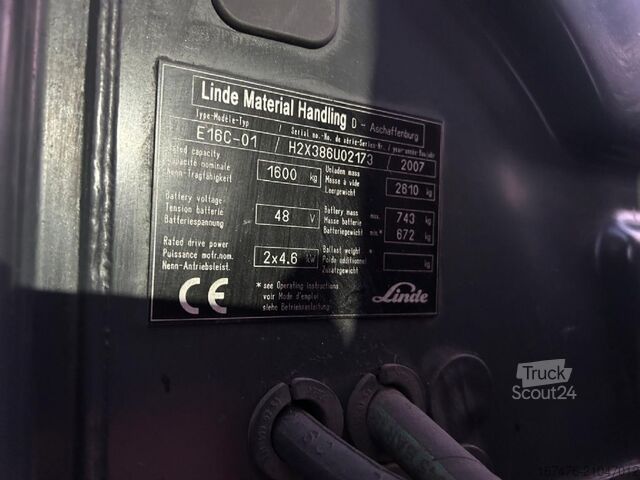 Linde Material Handling D - Aschaffenburg
Type-Modèle-Typ / Serial no.-No. de série-Serien-Nr. / year-année-Baujahr
E16C-01 / H2X386U02173 / 2007
Rated capacity
Capacite nominale
Nenn-Tragfähigkeit
1600 kg
Unladen mass
Masse à vide
Leergewicht
2810 kg
Battery voltage
Tension batterie
Batteriespannung
48 V
Battery mass
Masse batterie
Batteriegewicht
max. 743 kg
min.* 672 kg
Rated drive power
Puissance motr.nom.
Nenn-Antriebsleist.
2x4.6 kW
Ballast weight *
Poids additionnel
Zusatzgewicht
kg
* see Operating instructions
voir Mode d'emploi
siehe Betriebsanleitung
CE
Linde
Truck
Scout24